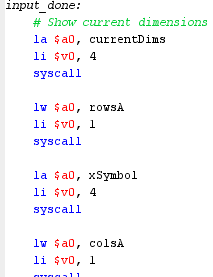 input_done:
# Show current dimensions
la $a0, currentDims
li $v0, 4
syscall
lw $a0, rowsA
li $v0, 1
syscall
la $a0, xSymbol
li $v0, 4
syscall
lw $a0, colsA
li $v0, 1
syscall